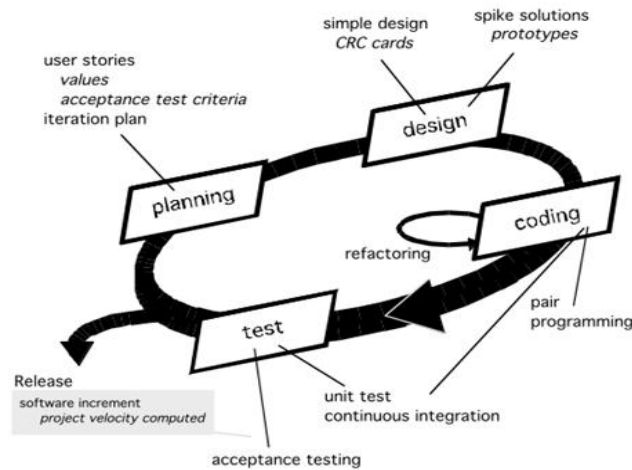 spike solutions
prototypes
simple design
CRC cards
user stories
values
acceptance test criteria
iteration plan
design
planning
coding
refactoring
test
pair
programming
Release
software increment
project velocity computed
unit test
continuous integration
acceptance testing